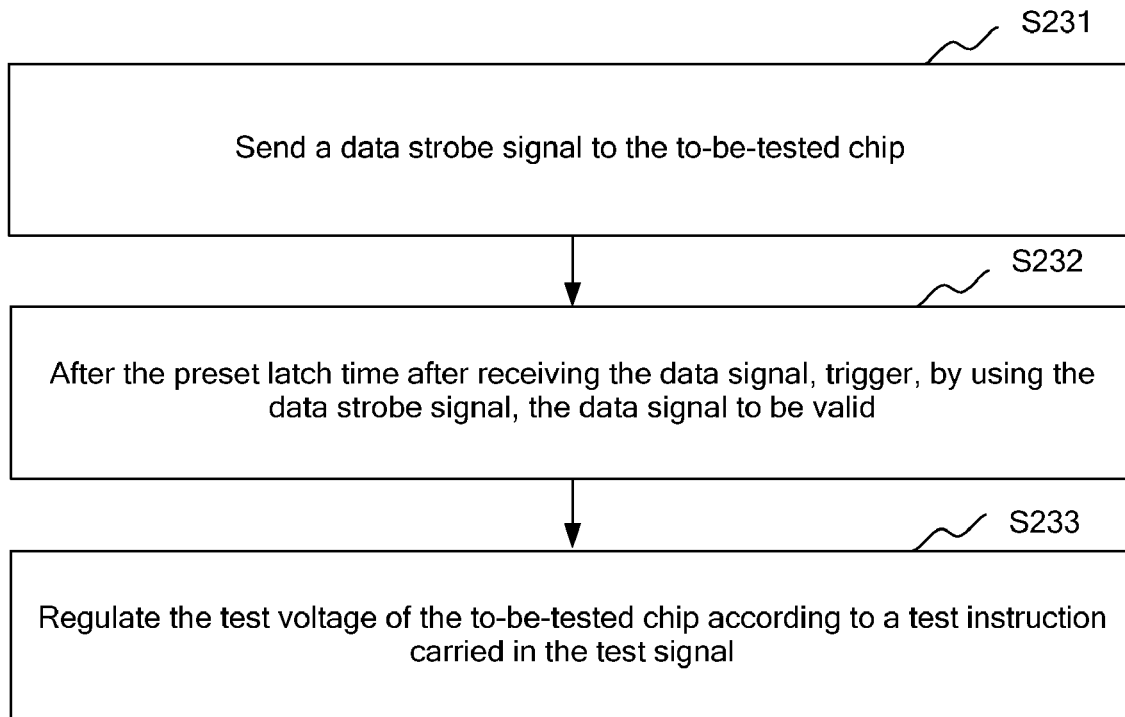 S231
Send a data strobe signal to the to-be-tested chip
S232
After the preset latch time after receiving the data signal, trigger, by using the
data strobe signal, the data signal to be valid
S233
Regulate the test voltage of the to-be-tested chip according to a test instruction
carried in the test signal